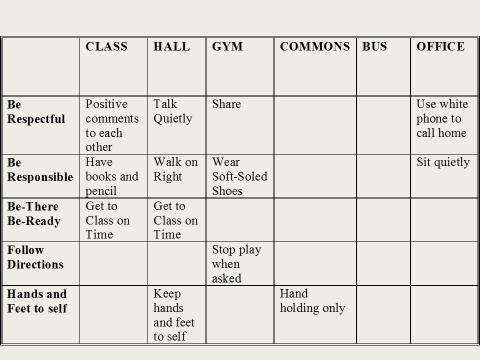 CLASS HALL GYM COMMONS BUS OFFICE
Be Respectful
Positive comments to each other
Talk Quietly
Share
Use white phone to call home
Be Responsible
Have books and pencil
Walk on Right
Wear Soft-Soled Shoes
Sit quietly
Be-There Be-Ready
Get to Class on Time
Get to Class on Time
Follow Directions
Stop play when asked
Hands and Feet to self
Keep hands and feet to self
Hand holding only